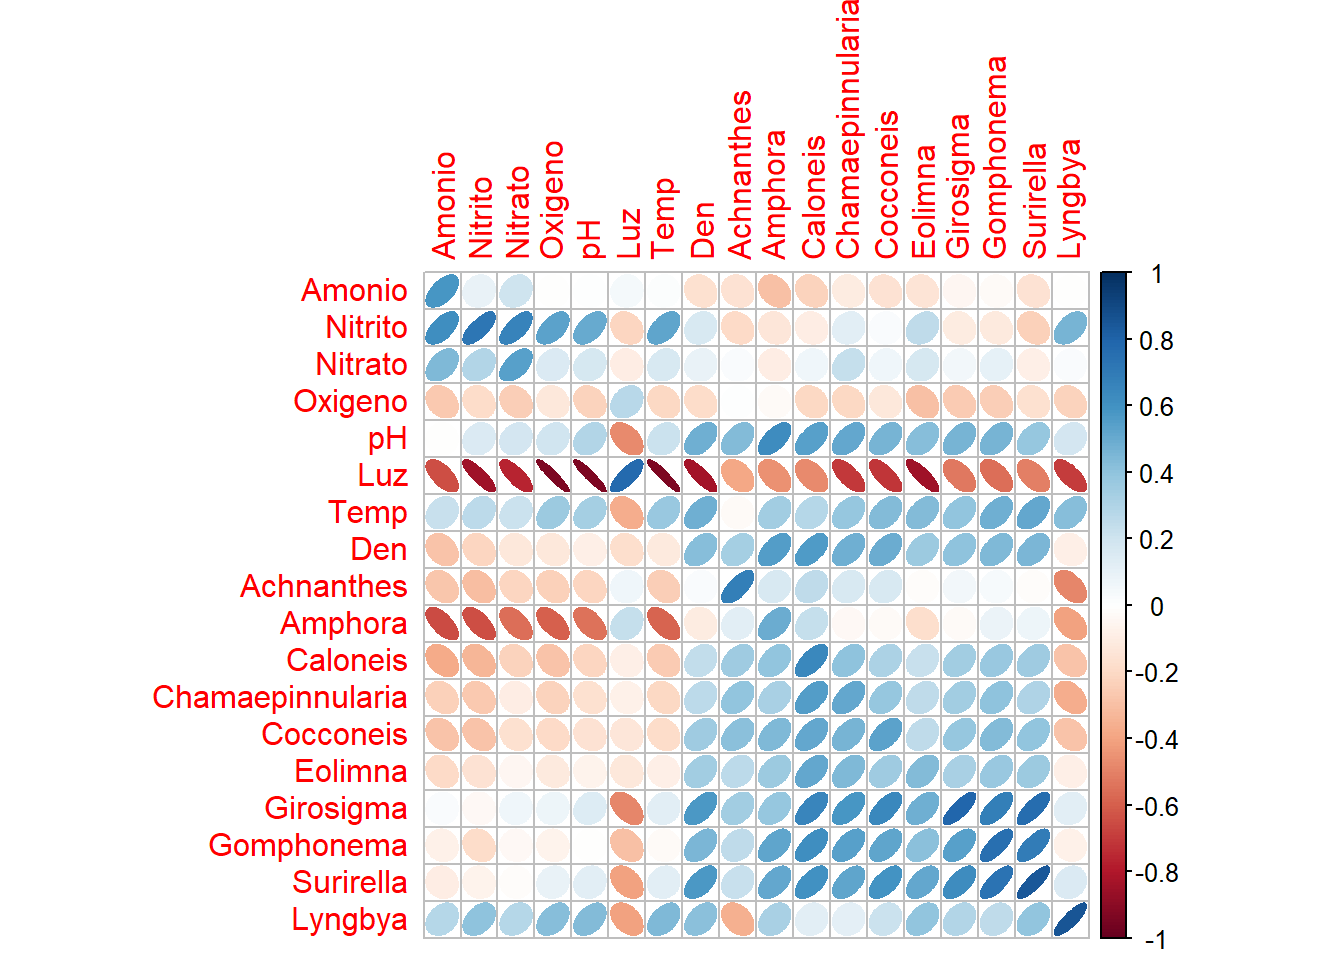 Amonio
Nitrito
Nitrato
Oxigeno
pH
Luz
Temp
Den
Achnanthes
Amphora
Caloneis
Chamaepinnularia
Cocconeis
Eolimna
Girosigma
Gomphonema
Surirella
Lyngbya
Amonio
Nitrito
Nitrato
Oxigeno
pH
Luz
Temp
Den
Achnanthes
Amphora
Caloneis
Chamaepinnularia
Cocconeis
Eolimna
Girosigma
Gomphonema
Surirella
Lyngbya
1
0.8
0.6
0.4
0.2
0
-0.2
-0.4
-0.6
-0.8
-1